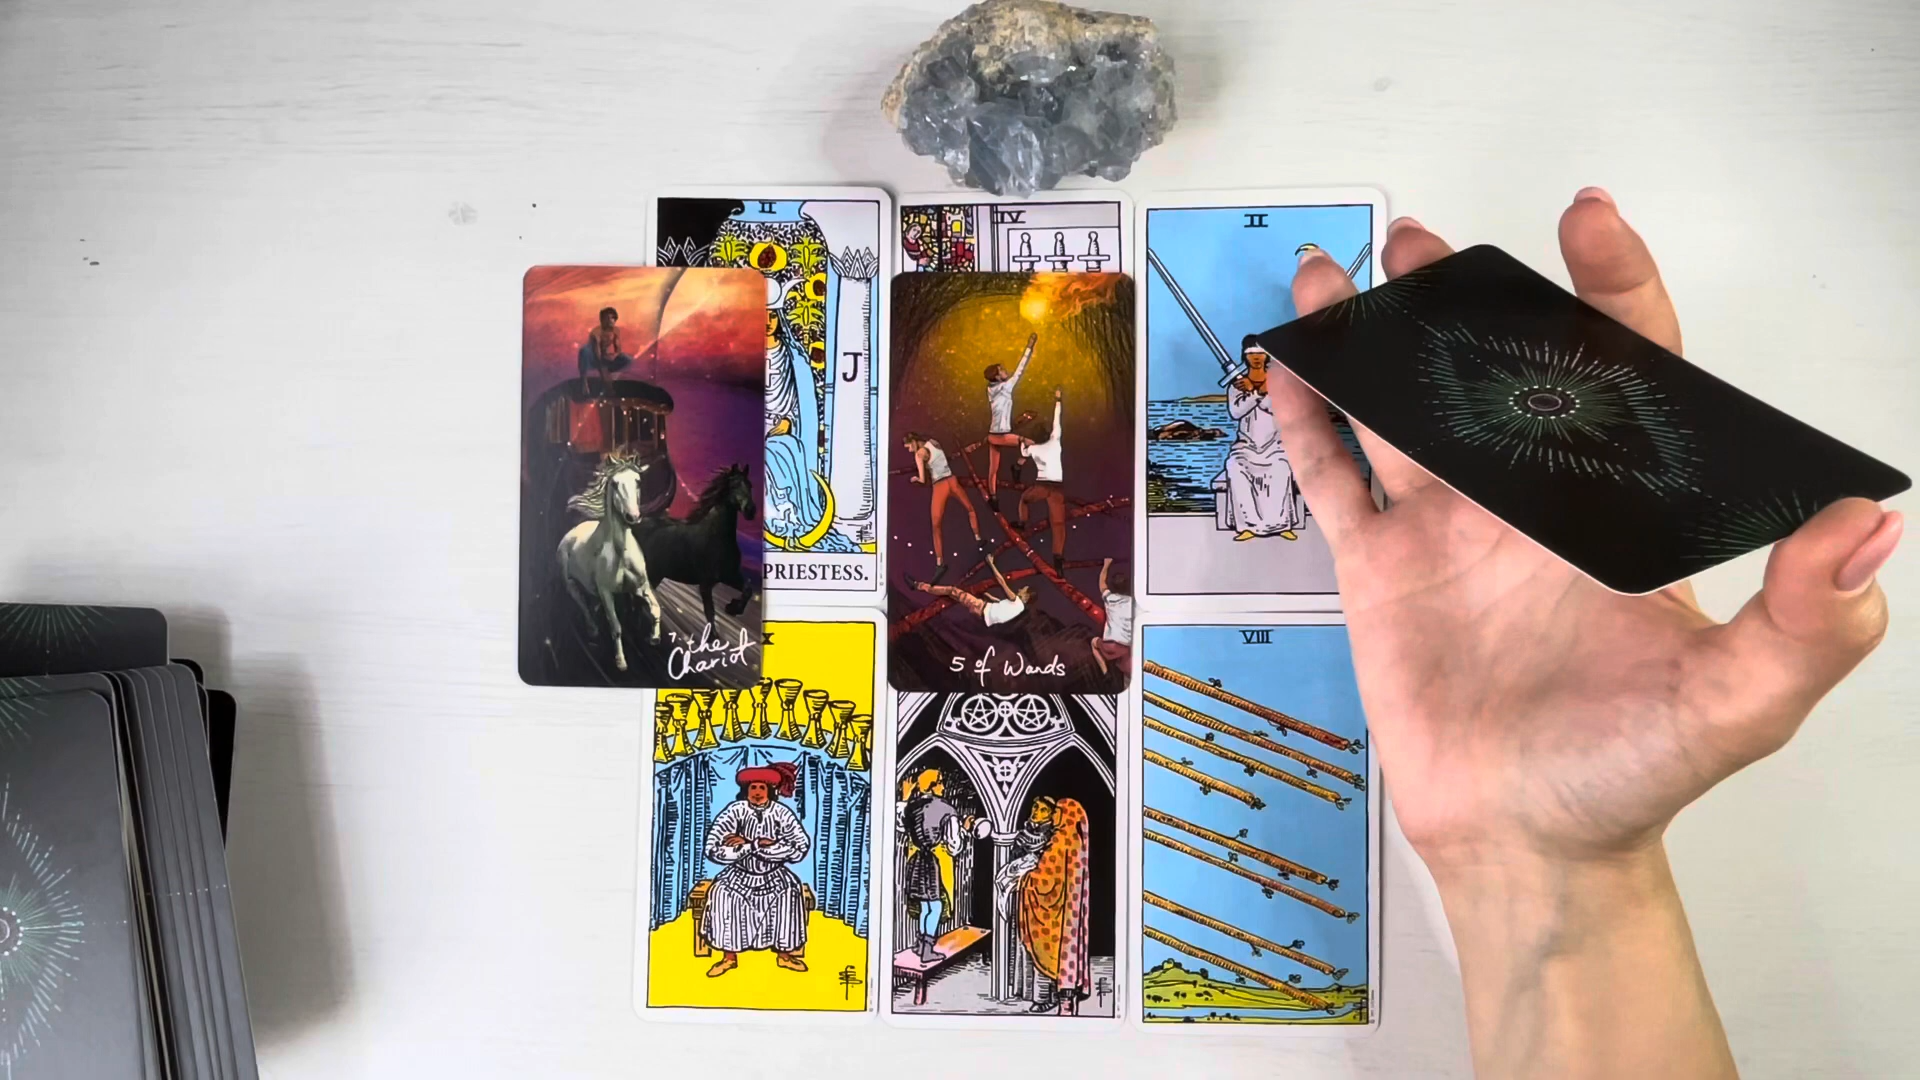 II
IV
II
J
PRIESTESS.
7. the
Chariot
5 of Wands
X
VIII